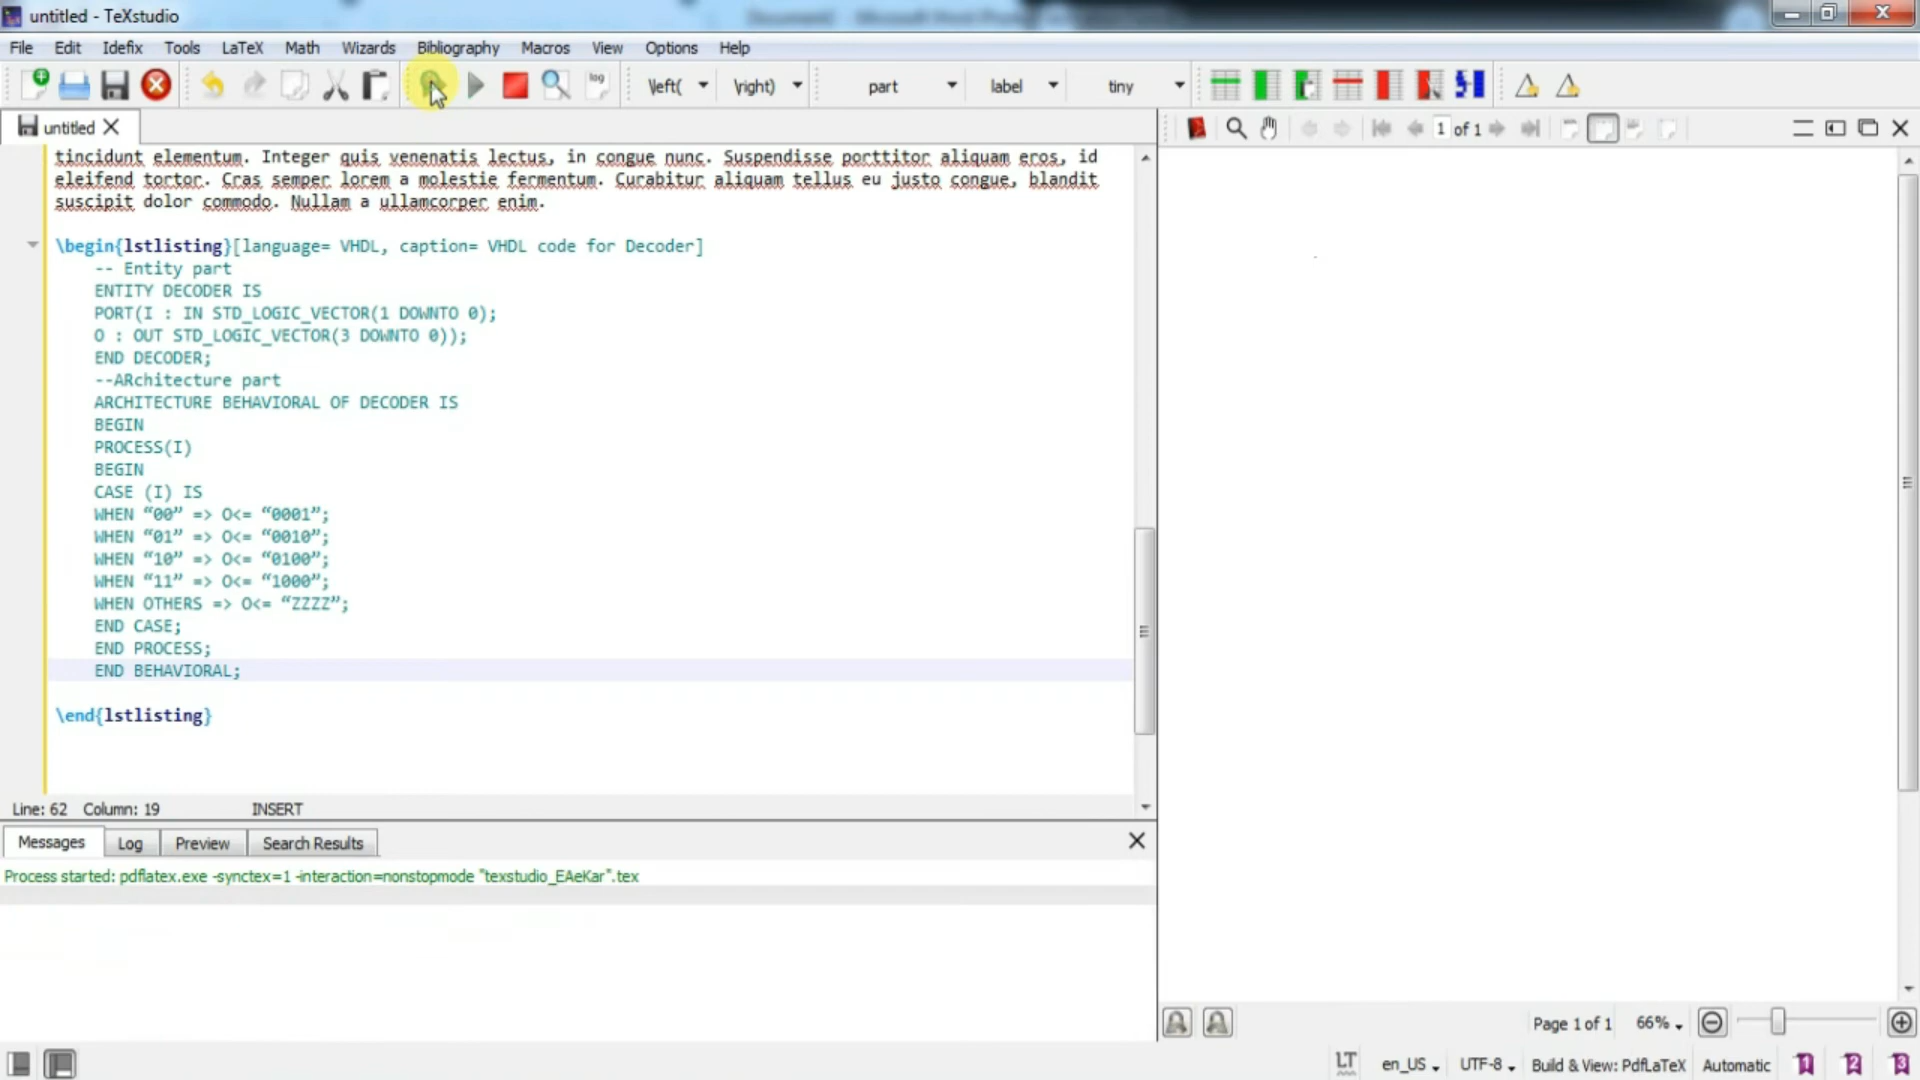 untitled - TeXstudio
File Edit Idefix Tools LaTeX Math Wizards Bibliography Macros View Options Help
log \left( \right) part label tiny
untitled
1 of 1
tincidunt elementum. Integer quis venenatis lectus, in congue nunc. Suspendisse porttitor aliquam eros, id
eleifend tortor. Cras semper lorem a molestie fermentum. Curabitur aliquam tellus eu justo congue, blandit
suscipit dolor commodo. Nullam a ullamcorper enim.
\begin{lstlisting}[language= VHDL, caption= VHDL code for Decoder]
-- Entity part
ENTITY DECODER IS
PORT(I : IN STD_LOGIC_VECTOR(1 DOWNTO 0);
O : OUT STD_LOGIC_VECTOR(3 DOWNTO 0));
END DECODER;
--ARchitecture part
ARCHITECTURE BEHAVIORAL OF DECODER IS
BEGIN
PROCESS(I)
BEGIN
CASE (I) IS
WHEN “00” => O<= “0001”;
WHEN “01” => O<= “0010”;
WHEN “10” => O<= “0100”;
WHEN “11” => O<= “1000”;
WHEN OTHERS => O<= “ZZZZ”;
END CASE;
END PROCESS;
END BEHAVIORAL;
\end{lstlisting}
Line: 62 Column: 19 INSERT
Messages Log Preview Search Results
Process started: pdflatex.exe -synctex=1 -interaction=nonstopmode "texstudio_EAeKar".tex
Page 1 of 1 66%
LT en_US UTF-8 Build & View: PdfLaTeX Automatic 1 2 3